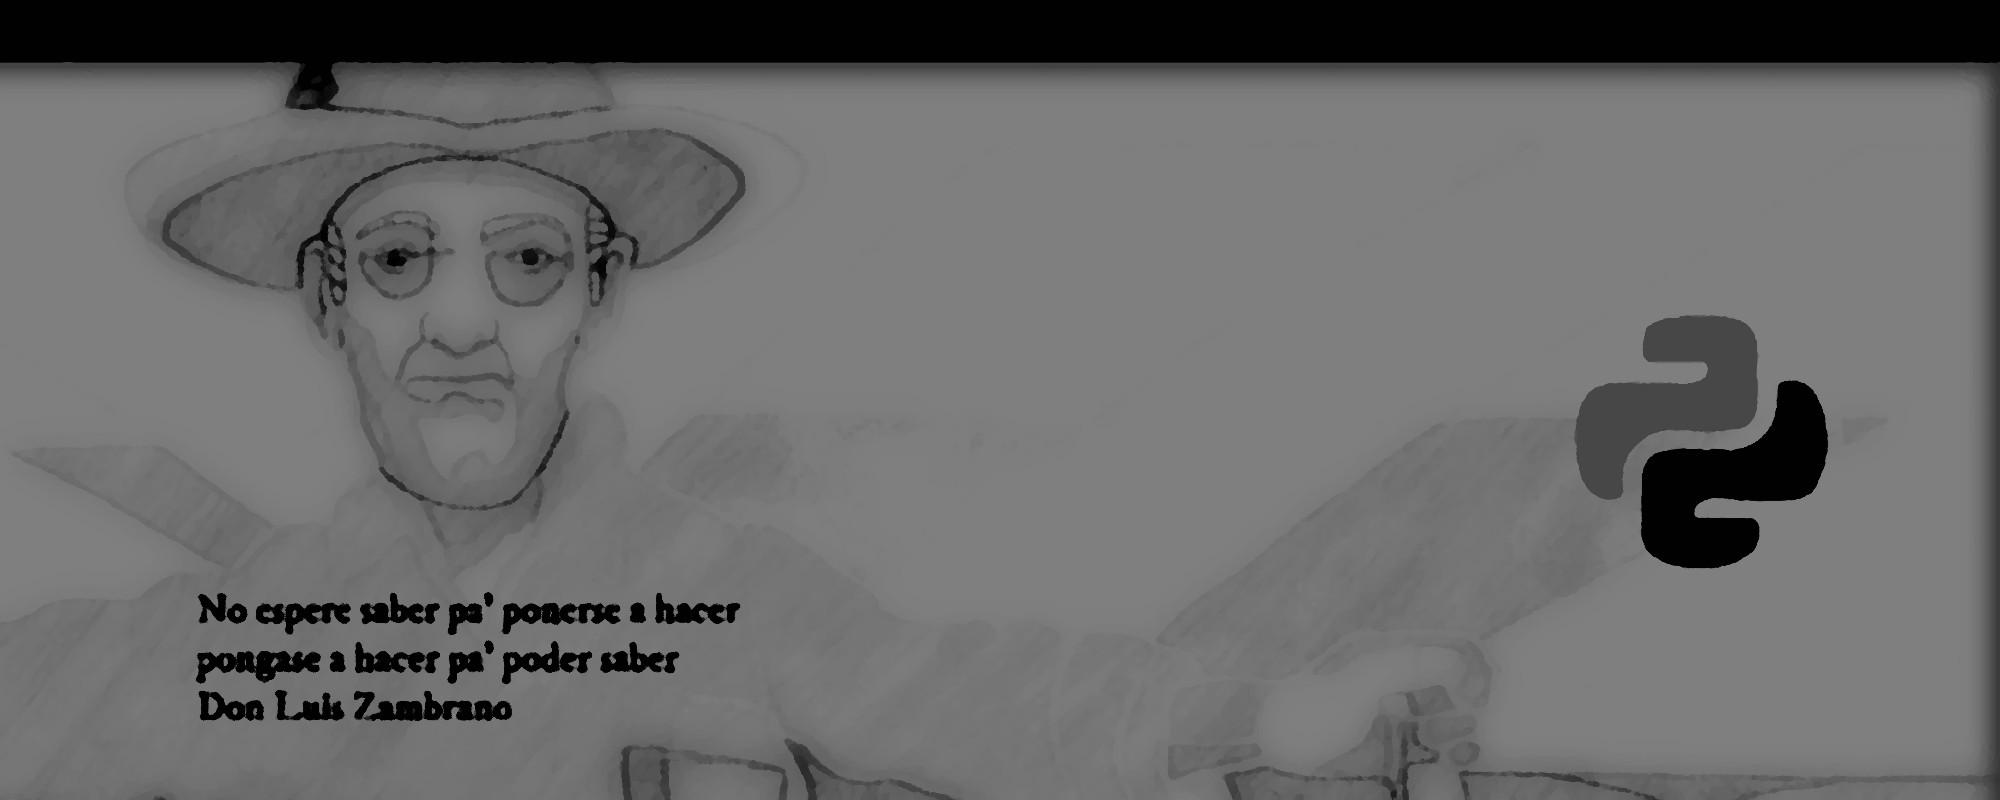 No espere saber pa' ponerse a hacer
pongase a hacer pa' poder saber
Don Luis Zambrano